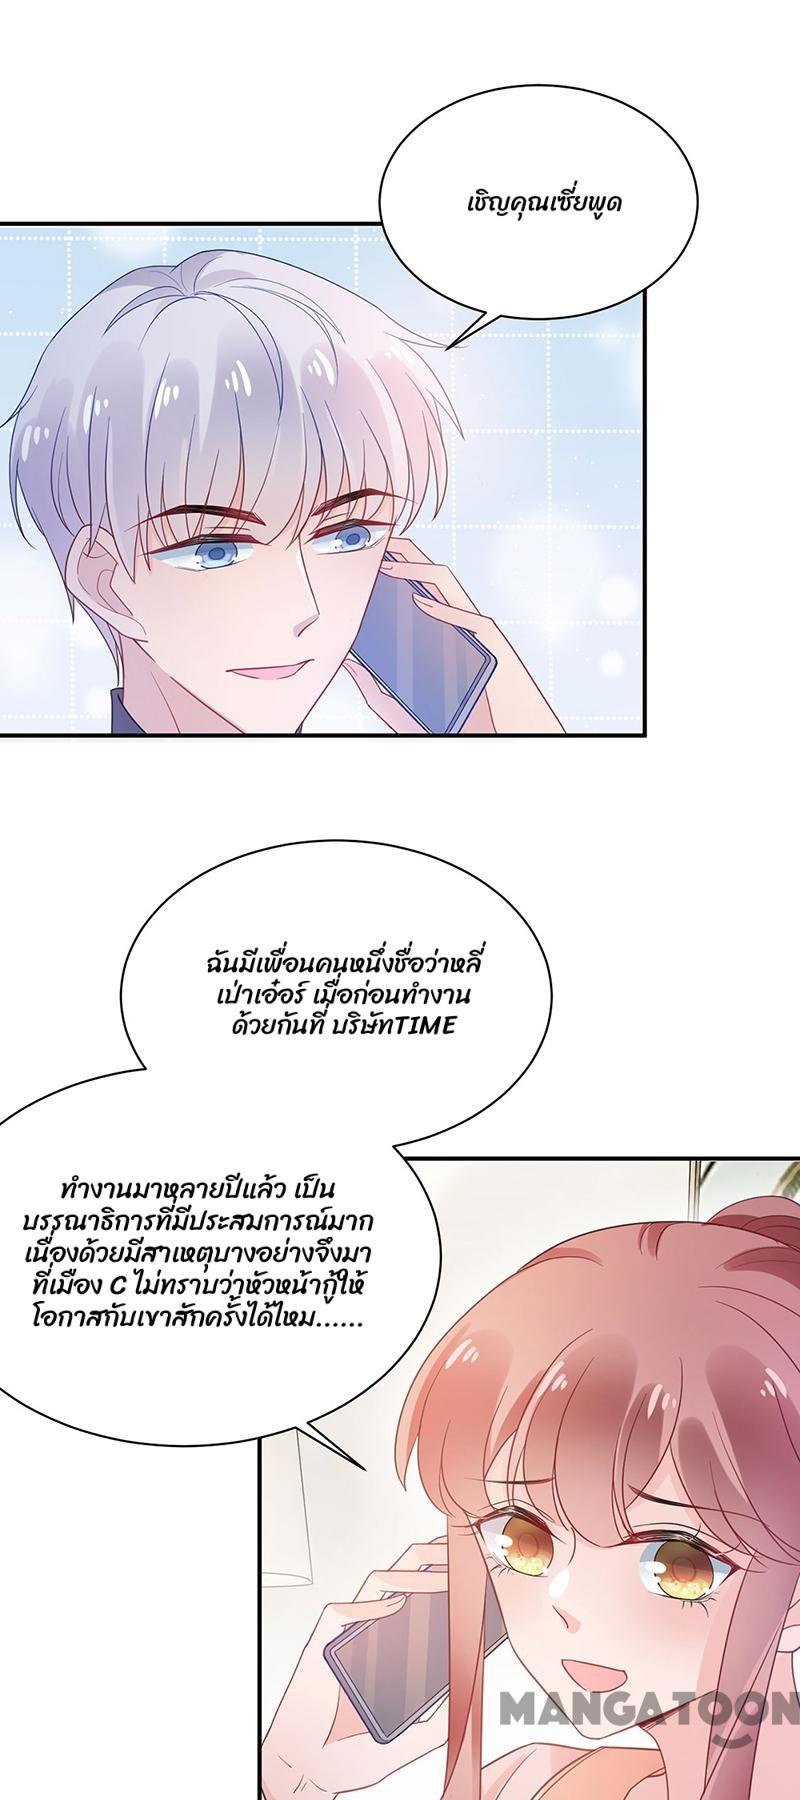 เชิญคุณเซี่ยพูด
ฉันมีเพื่อนคนหนึ่งชื่อว่าหลี่
เป่าเอ๋อร์ เมื่อก่อนทำงาน
ด้วยกันที่ บริษัทTIME
ทำงานมาหลายปีแล้ว เป็น
บรรณาธิการที่มีประสมการณ์มาก
เนื่องด้วยมีสาเหตุบางอย่างจึงมา
ที่เมือง C ไม่ทราบว่าหัวหน้ากู้ให้
โอกาสกับเขาสักครั้งได้ไหม......
MANGATOON